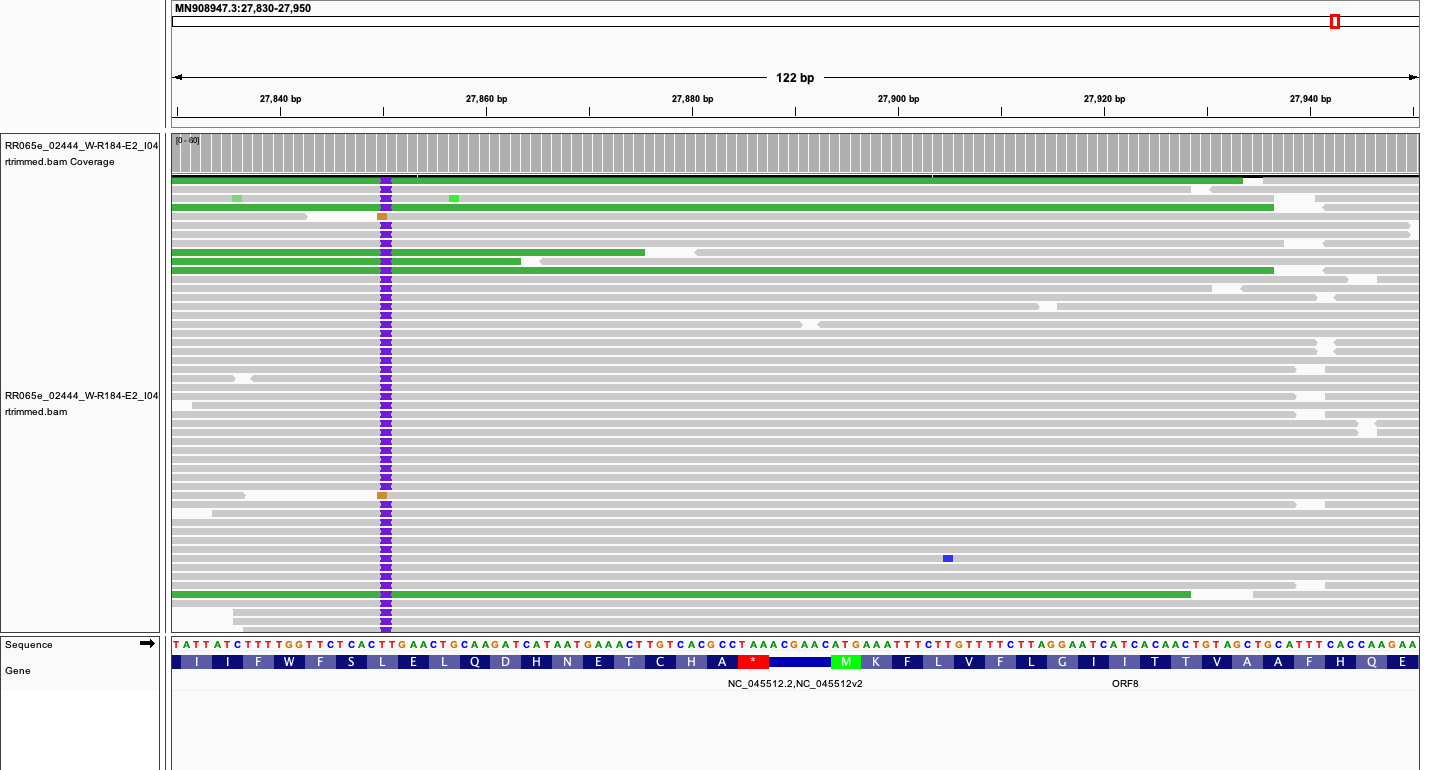 MN908947.3:27,830-27,950
122 bp
27,840 bp 27,860 bp 27,880 bp 27,900 bp 27,920 bp 27,940 bp
RR065e_02444_W-R184-E2_I04
rtrimmed.bam Coverage
[0 - 60]
RR065e_02444_W-R184-E2_I04
rtrimmed.bam
Sequence
T A T T A T C T T T T G G T T C T C A C T T G A A C T G C A A G A T C A T A A T G A A A C T T G T C A C G C C T A A A C G A A C A T G A A A T T T C T T G T T T T C T T A G G A A T C A T C A C A A C T G T A G C T G C A T T T C A C C A A G A A
Gene
I I F W F S L E L Q D H N E T C H A * M K F L V F L G I I T T V A A F H Q E
NC_045512.2,NC_045512v2 ORF8